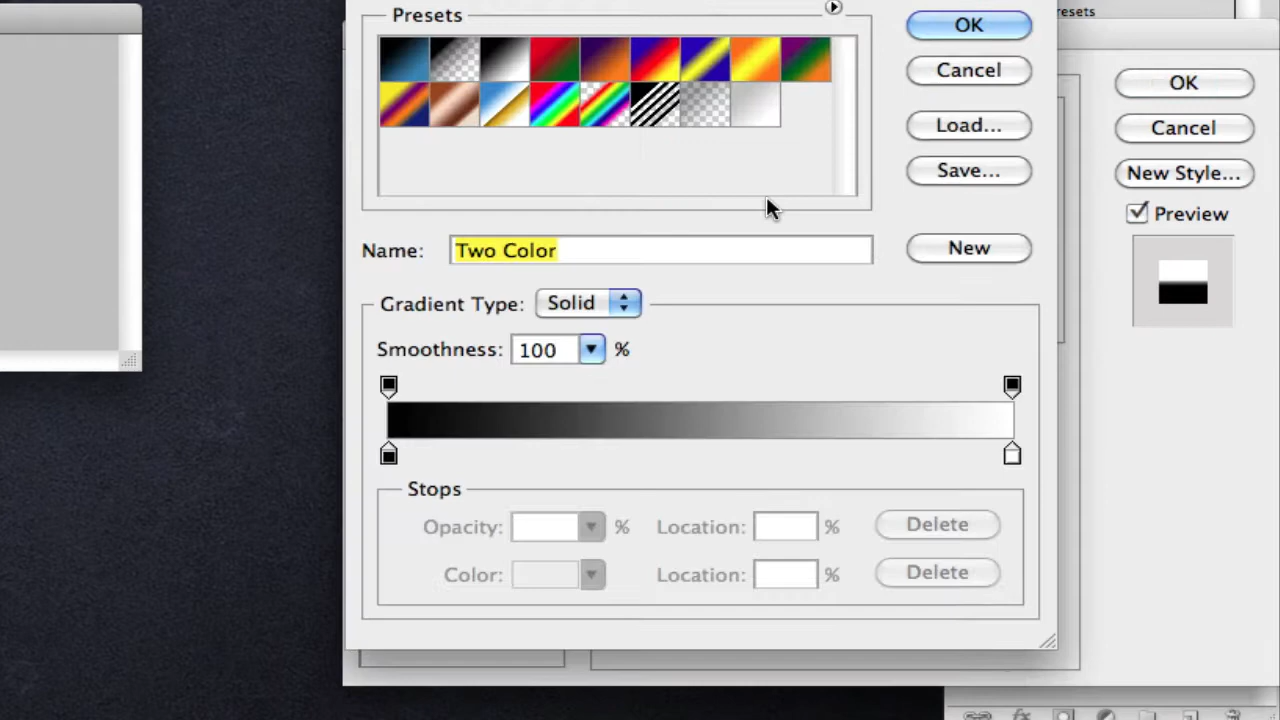 Presets
resets
OK
Cancel
Load...
Save...
OK
Cancel
New Style...
Preview
Name: Two Color
New
Gradient Type: Solid
Smoothness: 100 %
Stops
Opacity: % Location: % Delete
Color: Location: % Delete
fx